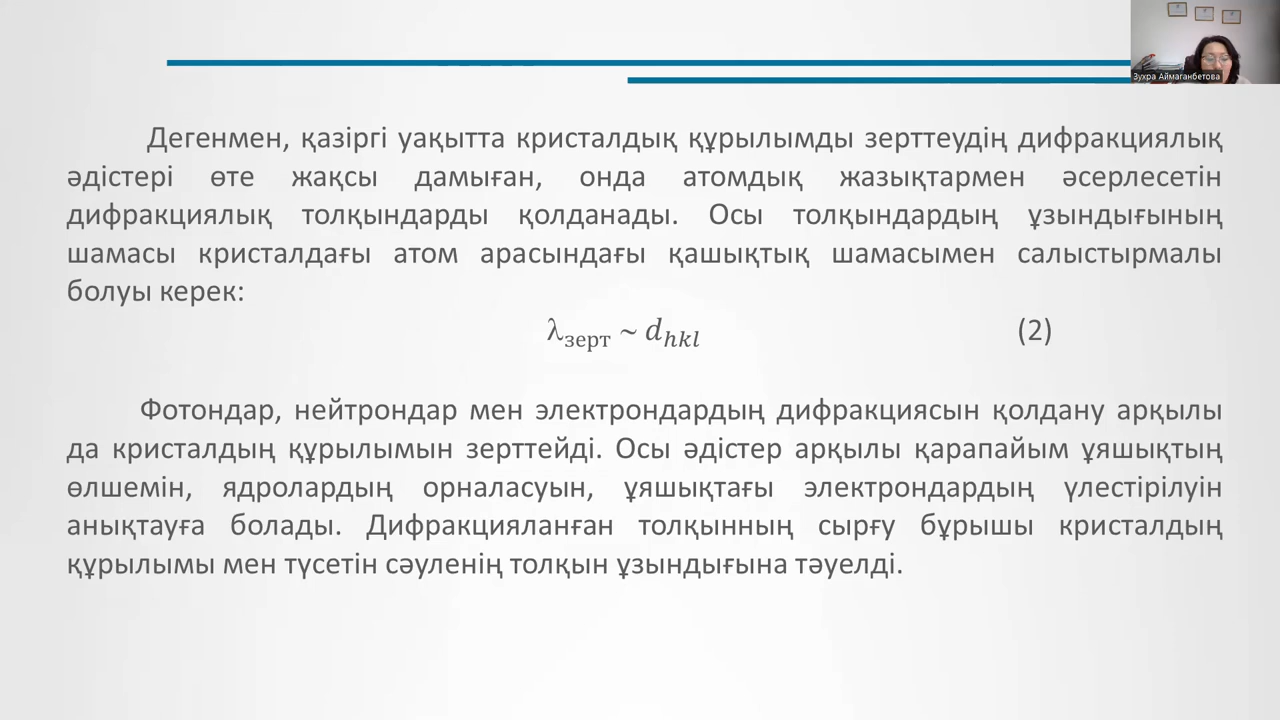 Зухра Аймаганбетова
Дегенмен, қазіргі уақытта кристалдық құрылымды зерттеудің дифракциялық
әдістері өте жақсы дамыған, онда атомдық жазықтармен әсерлесетін
дифракциялық толқындарды қолданады. Осы толқындардың ұзындығының
шамасы кристалдағы атом арасындағы қашықтық шамасымен салыстырмалы
болуы керек:
λзерт ~ dhkl (2)
Фотондар, нейтрондар мен электрондардың дифракциясын қолдану арқылы
да кристалдың құрылымын зерттейді. Осы әдістер арқылы қарапайым ұяшықтың
өлшемін, ядролардың орналасуын, ұяшықтағы электрондардың үлестірілуін
анықтауға болады. Дифракцияланған толқынның сырғу бұрышы кристалдың
құрылымы мен түсетін сәуленің толқын ұзындығына тәуелді.